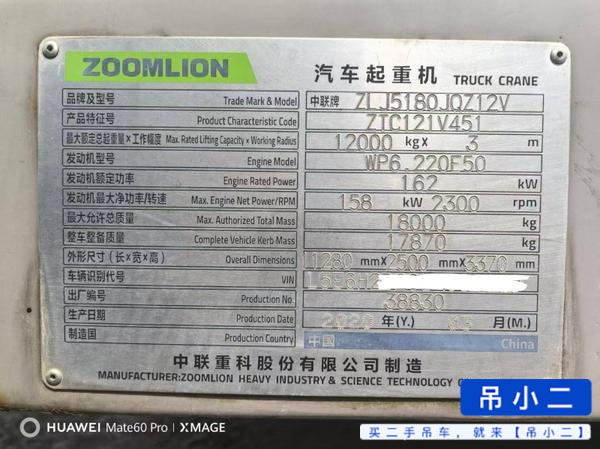 ZOOMLION 汽车起重机 TRUCK CRANE
品牌及型号 Trade Mark & Model 中联牌 ZLJ5180JQZ12V
产品特征号 Product Characteristic Code ZTC121V451
最大额定总起重量×工作幅度 Max. Rated Lifting Capacity × Working Radius 12000 kg X 3 m
发动机型号 Engine Model WP6.220E50
发动机额定功率 Engine Rated Power 162 kW
发动机最大净功率/转速 Max. Engine Net Power/RPM 158 kW 2300 rpm
最大允许总质量 Max. Authorized Total Mass 18000 kg
整车整备质量 Complete Vehicle Kerb Mass 17870 kg
外形尺寸(长×宽×高) Overall Dimensions 11280 mmX 2500 mmX 3370 mm
车辆识别代号 VIN
出厂编号 Production No. 38830
生产日期 Production Date 2020 年(Y.) 月(M.)
制造国 Production Country 中国 China
中联重科股份有限公司制造
MANUFACTURER:ZOOMLION HEAVY INDUSTRY & SCIENCE TECHNOLOGY
吊小二
买二手吊车,就来【吊小二】
HUAWEI Mate60 Pro | XMAGE